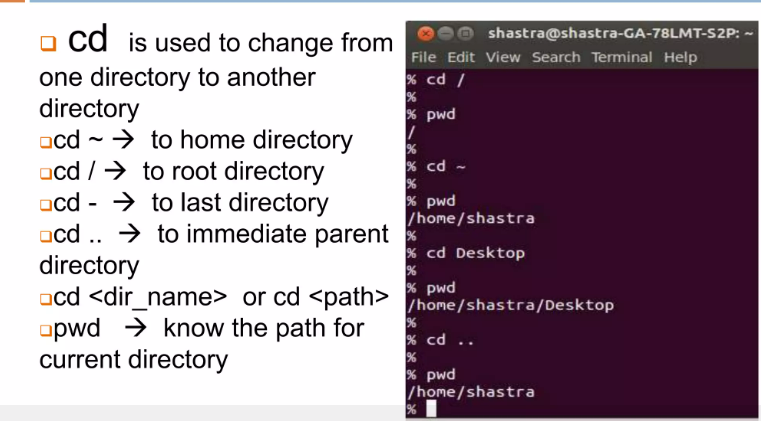 cd is used to change from
one directory to another
directory
cd ~ → to home directory
cd / → to root directory
cd - → to last directory
cd .. → to immediate parent
directory
cd <dir_name> or cd <path>
pwd → know the path for
current directory
shastra@shastra-GA-78LMT-S2P: ~
File Edit View Search Terminal Help
% cd /
%
% pwd
/
%
% cd ~
%
% pwd
/home/shastra
%
% cd Desktop
%
% pwd
/home/shastra/Desktop
%
% cd ..
%
% pwd
/home/shastra
%